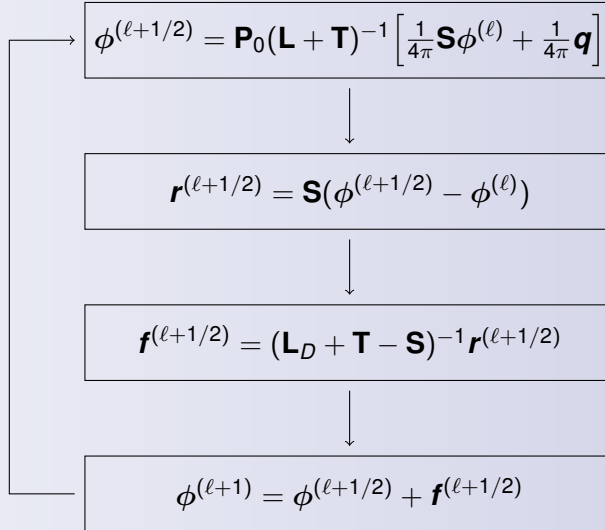 ϕ^(ℓ+1/2) = P₀(L + T)⁻¹ [1/4π Sϕ^(ℓ) + 1/4π q]
r^(ℓ+1/2) = S(ϕ^(ℓ+1/2) − ϕ^(ℓ))
f^(ℓ+1/2) = (L_D + T − S)⁻¹ r^(ℓ+1/2)
ϕ^(ℓ+1) = ϕ^(ℓ+1/2) + f^(ℓ+1/2)